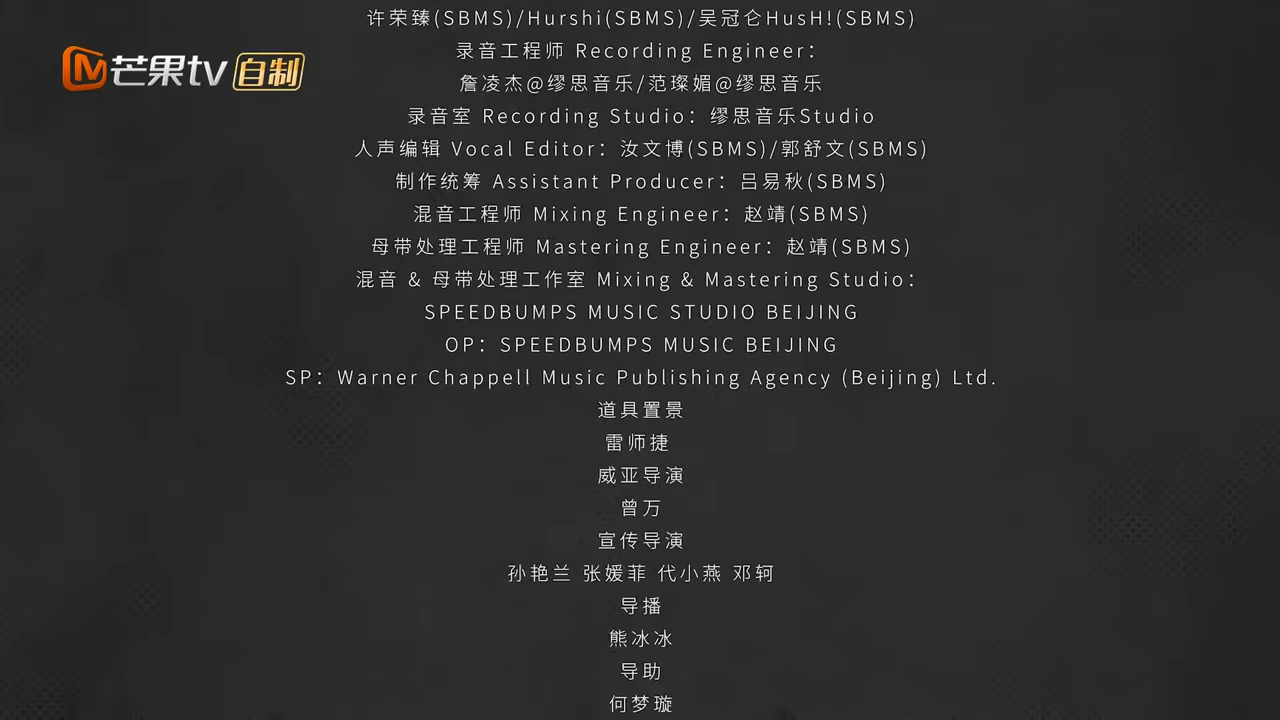 许荣臻(SBMS)/Hurshi(SBMS)/吴冠仑HusH!(SBMS)
芒果tv 自制
录音工程师 Recording Engineer：
詹凌杰@缪思音乐/范璨媚@缪思音乐
录音室 Recording Studio：缪思音乐Studio
人声编辑 Vocal Editor：汝文博(SBMS)/郭舒文(SBMS)
制作统筹 Assistant Producer：吕易秋(SBMS)
混音工程师 Mixing Engineer：赵靖(SBMS)
母带处理工程师 Mastering Engineer：赵靖(SBMS)
混音 & 母带处理工作室 Mixing & Mastering Studio：
SPEEDBUMPS MUSIC STUDIO BEIJING
OP：SPEEDBUMPS MUSIC BEIJING
SP：Warner Chappell Music Publishing Agency (Beijing) Ltd.
道具置景
雷师捷
威亚导演
曾万
宣传导演
孙艳兰 张媛菲 代小燕 邓轲
导播
熊冰冰
导助
何梦璇